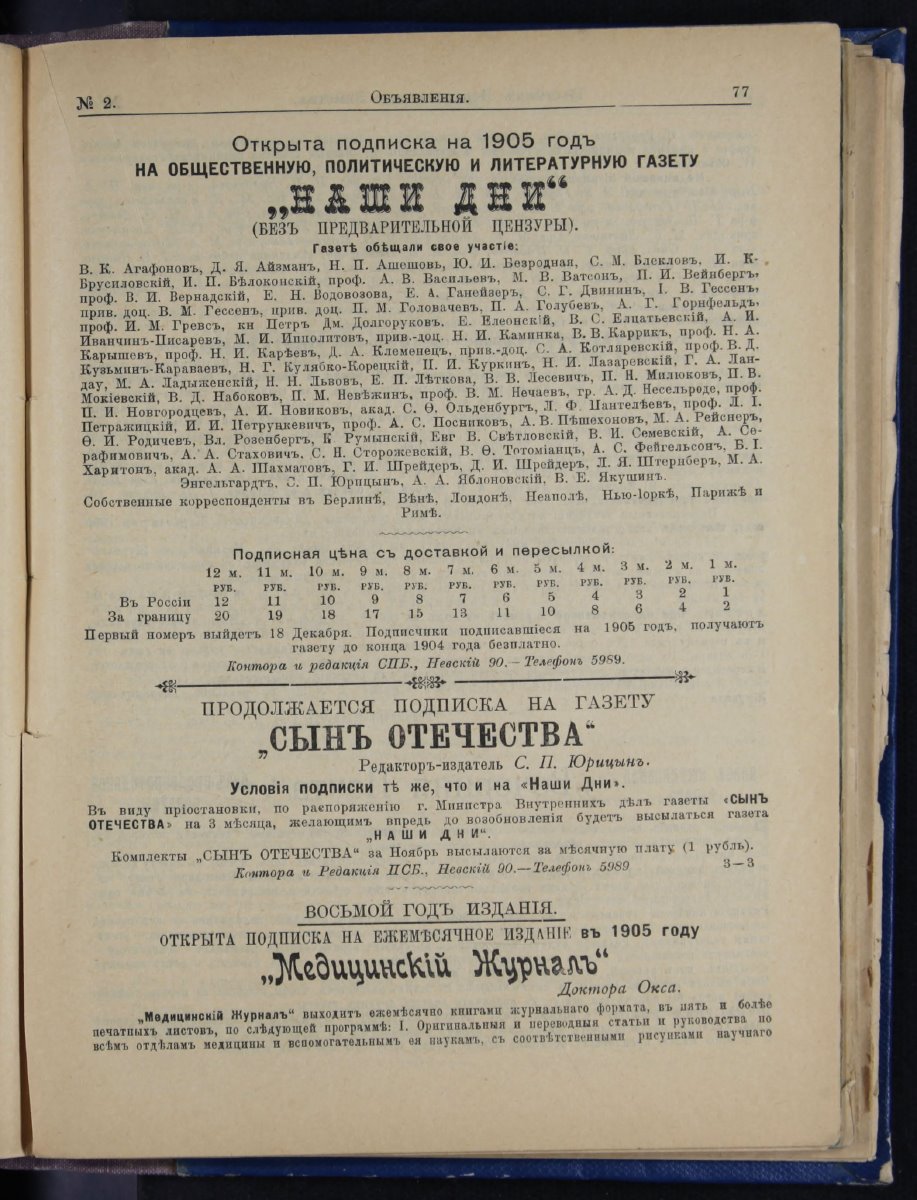 № 2.
Объявленія.
77
Открыта подписка на 1905 годъ
НА ОБЩЕСТВЕННУЮ, ПОЛИТИЧЕСКУЮ И ЛИТЕРАТУРНУЮ ГАЗЕТУ
„НАШИ ДНИ“
(БЕЗЪ ПРЕДВАРИТЕЛЬНОЙ ЦЕНЗУРЫ).
Газетѣ обѣщали свое участіе:
В. К. Агафоновъ, Д. Я. Айзманъ, Н. П. Ашешовъ, Ю. И. Безродная, С. М. Блекловъ, И. К-
Брусиловскій, И. П. Бѣлоконскій, проф. А. В. Васильевъ, М. В. Ватсонъ, П. И. Вейнбергъ,
проф. В. И. Вернадскій, Е. Н. Водовозова, Е. А. Ганейзеръ, С. Г. Двининъ, І. В. Гессенъ,
прив. доц. В. М. Гессенъ, прив. доц. П. М. Головачевъ, П. А. Голубевъ, А. Г. Горнфельдъ,
проф. И. М. Гревсъ, кн Петръ Дм. Долгоруковъ, Е. Елеонскій, В. С. Елцатьевскій, А. И.
Иванчинъ-Писаревъ, М. И. Ипполитовъ, прив.-доц. Н. И. Каминка, В. В. Каррикъ, проф. Н. А.
Карышевъ, проф. Н. И. Карѣевъ, Д. А. Клеменецъ, прив.-доц. С. А. Котляревскій, проф. В. Д.
Кузьминъ-Караваевъ, Н. Г. Кулябко-Корецкій, П. И. Куркинъ, Н. И. Лазаревскій, Г. А. Лан-
дау, М. А. Ладыженскій, Н. Н. Львовъ, Е. П. Лѣткова, В. В. Лесевичъ, П. Н. Милюковъ, П. В.
Мокіевскій, В. Д. Набоковъ, П. М. Невѣжинъ, проф. В. М. Нечаевъ, гр. А. Д. Несельроде, проф.
П. И. Новгородцевъ, А. И. Новиковъ, акад. С. Ѳ. Ольденбургъ, Л. Ф. Пантелѣевъ, проф. Л. І.
Петражицкій, И. И. Петрункевичъ, проф. А. С. Посниковъ, А. В. Пѣшехоновъ, М. А. Рейснеръ,
Ѳ. И. Родичевъ, Вл. Розенбергъ, К. Румынскій, Евг В. Свѣтловскій, В. И. Семевскій, А. Се-
рафимовичъ, А. А. Стаховичъ, С. Н. Сторожевскій, В. Ѳ. Тотоміанцъ, А. С. Фейгельсонъ, Б. І.
Харитонъ, акад. А. А. Шахматовъ, Г. И. Шрейдеръ, Д. И. Шрейдеръ, Л. Я. Штернберъ, М. А.
Энгельгардтъ, С. П. Юрицынъ, А. А. Яблоновскій, В. Е. Якушинъ.
Собственные корреспонденты въ Берлинѣ, Вѣнѣ, Лондонѣ, Неаполѣ, Нью-Іоркѣ, Парижѣ и
Римѣ.
Подписная цѣна съ доставкой и пересылкой:
12 м. 11 м. 10 м. 9 м. 8 м. 7 м. 6 м. 5 м. 4 м. 3 м. 2 м. 1 м.
РУБ. РУБ. РУБ. РУБ. РУБ. РУБ. РУБ. РУБ. РУБ. РУБ. РУБ. РУБ.
Въ Россіи 12 11 10 9 8 7 6 5 4 3 2 1
За границу 20 19 18 17 15 13 11 10 8 6 4 2
Первый номеръ выйдетъ 18 Декабря. Подписчики подписавшіеся на 1905 годъ, получаютъ
газету до конца 1904 года безплатно.
Контора и редакція СПБ., Невскій 90.—Телефонъ 5989.
ПРОДОЛЖАЕТСЯ ПОДПИСКА НА ГАЗЕТУ
„СЫНЪ ОТЕЧЕСТВА“
Редакторъ-издатель С. П. Юрицынъ.
Условія подписки тѣ же, что и на «Наши Дни».
Въ виду пріостановки, по распоряженію г. Министра Внутреннихъ дѣлъ газеты «СЫНЪ
ОТЕЧЕСТВА» на 3 мѣсяца, желающимъ впредь до возобновленія будетъ высылаться газета
„НАШИ ДНИ“.
Комплекты „СЫНЪ ОТЕЧЕСТВА“ за Ноябрь высылаются за мѣсячную плату (1 рубль).
Контора и Редакція ПСБ., Невскій 90.—Телефонъ 5989
3—3
ВОСЬМОЙ ГОДЪ ИЗДАНІЯ.
ОТКРЫТА ПОДПИСКА НА ЕЖЕМѢСЯЧНОЕ ИЗДАНІЕ въ 1905 году
„Медицинскій Журналъ“
Доктора Окса.
„Медицинскій Журналъ“ выходитъ ежемѣсячно книгами журнальнаго формата, въ пять и болѣе
печатныхъ листовъ, по слѣдующей программѣ: I. Оригинальныя и переводныя статьи и руководства по
всѣмъ отдѣламъ медицины и вспомогательнымъ ея наукамъ, съ соотвѣтственными рисунками научнаго